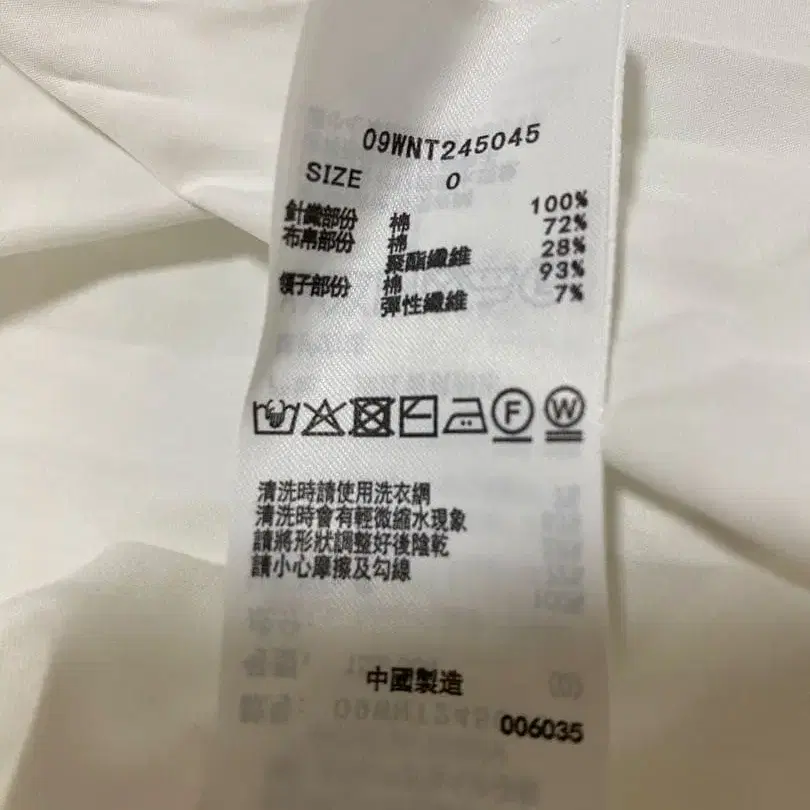 09WNT245045
SIZE 0
針織部份 棉 100%
布帛部份 棉 72%
聚酯纖維 28%
領子部份 棉 93%
彈性纖維 7%
F W
清洗時請使用洗衣網
清洗時會有輕微縮水現象
請將形狀調整好後陰乾
請小心摩擦及勾線
中國製造
006035